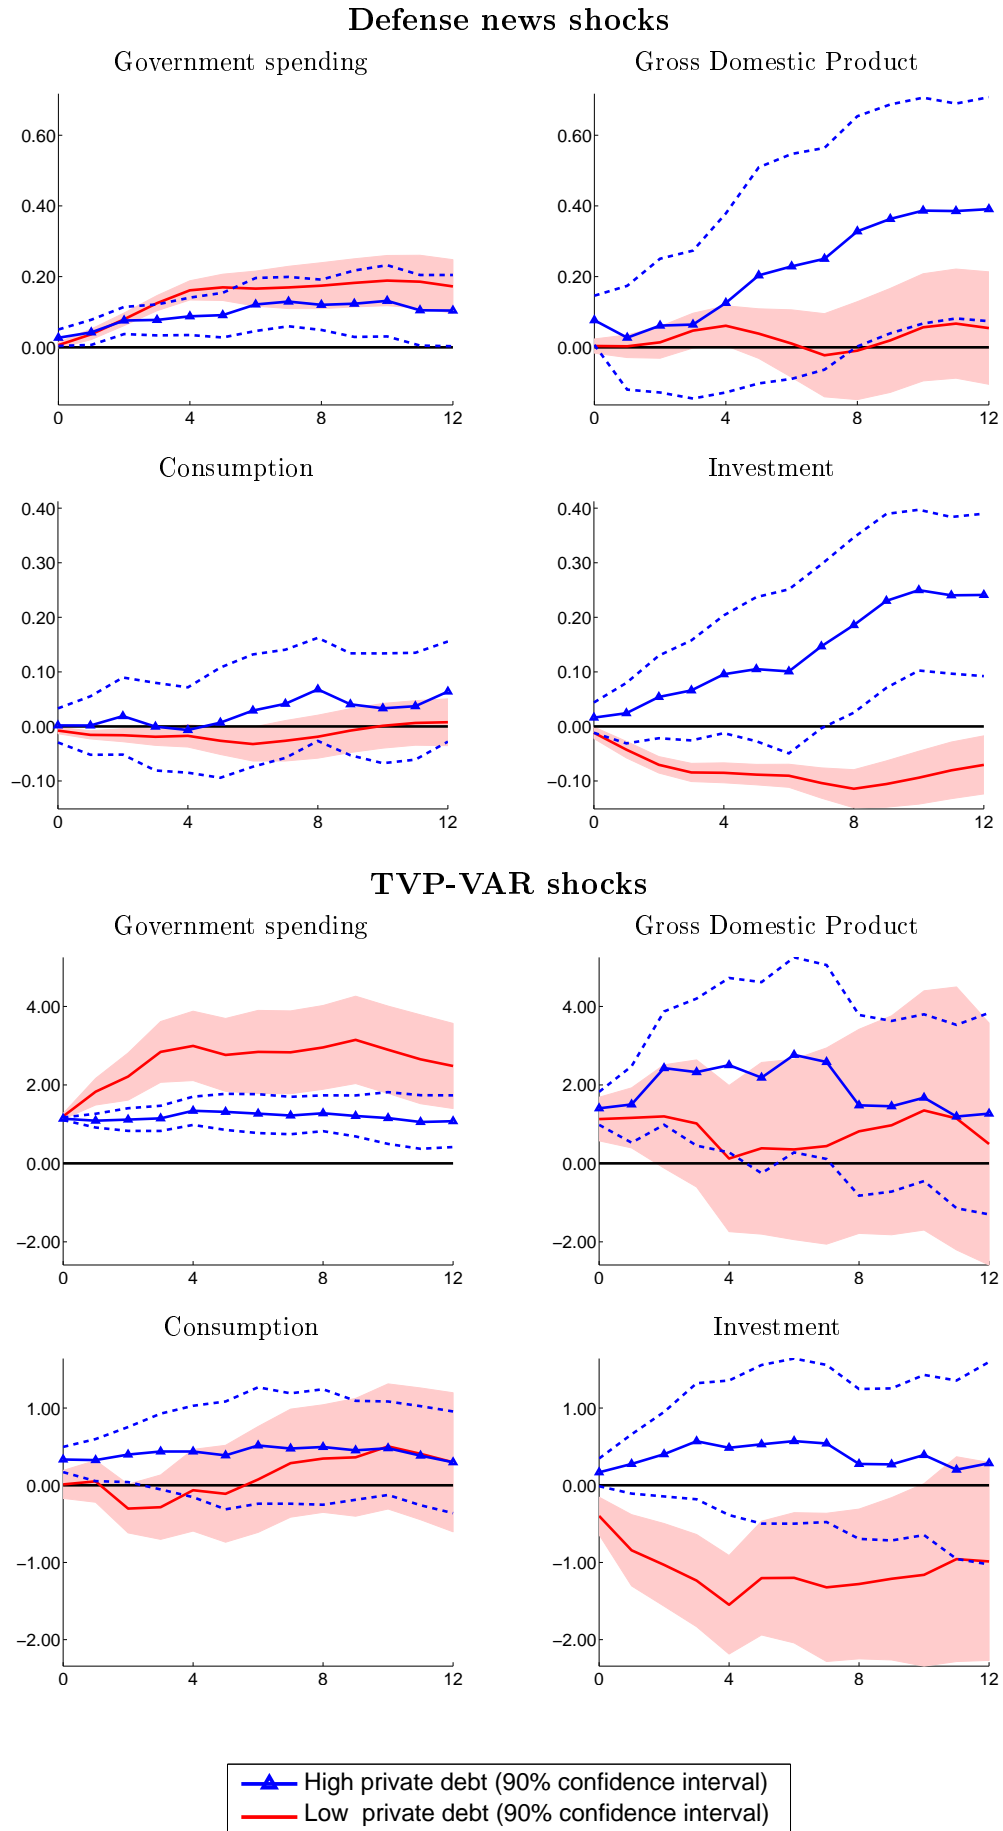 Defense news shocks
Government spending
Gross Domestic Product
0.60
0.40
0.20
0.00
0 4 8 12
0.60
0.40
0.20
0.00
0 4 8 12
Consumption
Investment
0.40
0.30
0.20
0.10
0.00
−0.10
0 4 8 12
0.40
0.30
0.20
0.10
0.00
−0.10
0 4 8 12
TVP-VAR shocks
Government spending
Gross Domestic Product
4.00
2.00
0.00
−2.00
0 4 8 12
4.00
2.00
0.00
−2.00
0 4 8 12
Consumption
Investment
1.00
0.00
−1.00
−2.00
0 4 8 12
1.00
0.00
−1.00
−2.00
0 4 8 12
High private debt (90% confidence interval)
Low private debt (90% confidence interval)